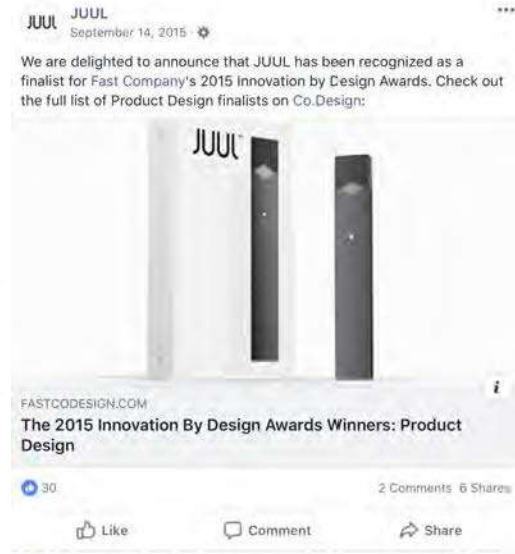 JUUL
JUUL
September 14, 2015
We are delighted to announce that JUUL has been recognized as a
finalist for Fast Company's 2015 Innovation by Design Awards. Check out
the full list of Product Design finalists on Co.Design:
JUUL
i
FASTCODESIGN.COM
The 2015 Innovation By Design Awards Winners: Product
Design
30
2 Comments 6 Shares
Like
Comment
Share